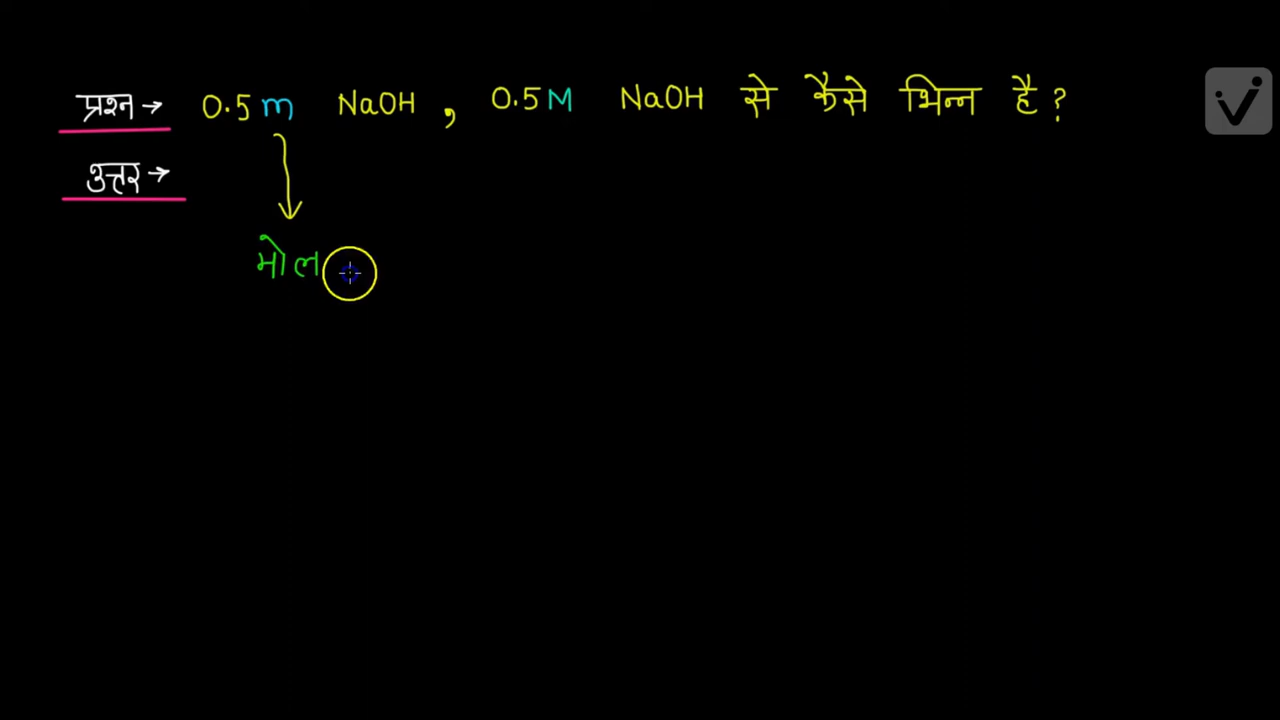 प्रश्न → 0.5 m NaOH , 0.5 M NaOH से कैसे भिन्न है ?
उत्तर →
मोल